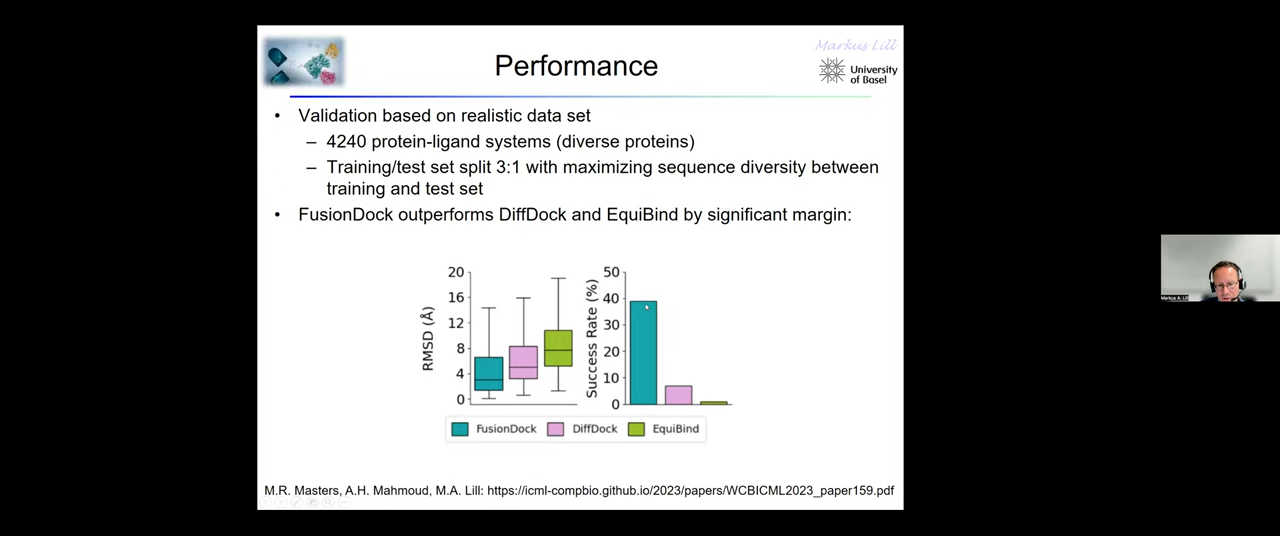 Markus Lill
Performance
University
of Basel
• Validation based on realistic data set
– 4240 protein-ligand systems (diverse proteins)
– Training/test set split 3:1 with maximizing sequence diversity between
training and test set
• FusionDock outperforms DiffDock and EquiBind by significant margin:
RMSD (Å)
20
16
12
8
4
0
Success Rate (%)
50
40
30
20
10
0
FusionDock DiffDock EquiBind
M.R. Masters, A.H. Mahmoud, M.A. Lill: https://icml-compbio.github.io/2023/papers/WCBICML2023_paper159.pdf
Markus A. Lill